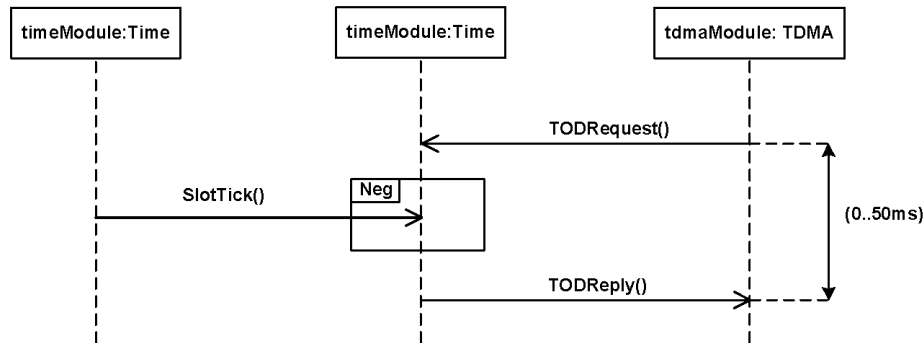 timeModule:Time
timeModule:Time
tdmaModule: TDMA
TODRequest()
Neg
SlotTick()
(0..50ms)
TODReply()